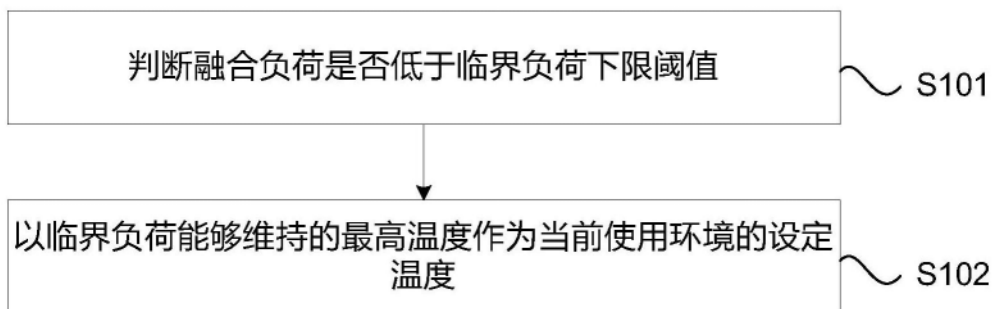 判断融合负荷是否低于临界负荷下限阈值
S101
以临界负荷能够维持的最高温度作为当前使用环境的设定
温度
S102